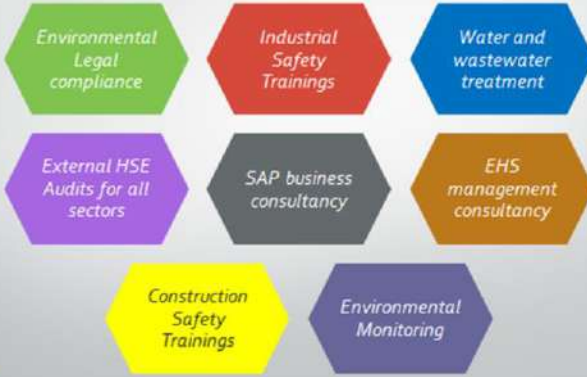 Environmental
Legal
compliance
Industrial
Safety
Trainings
Water and
wastewater
treatment
External HSE
Audits for all
sectors
SAP business
consultancy
EHS
management
consultancy
Construction
Safety
Trainings
Environmental
Monitoring